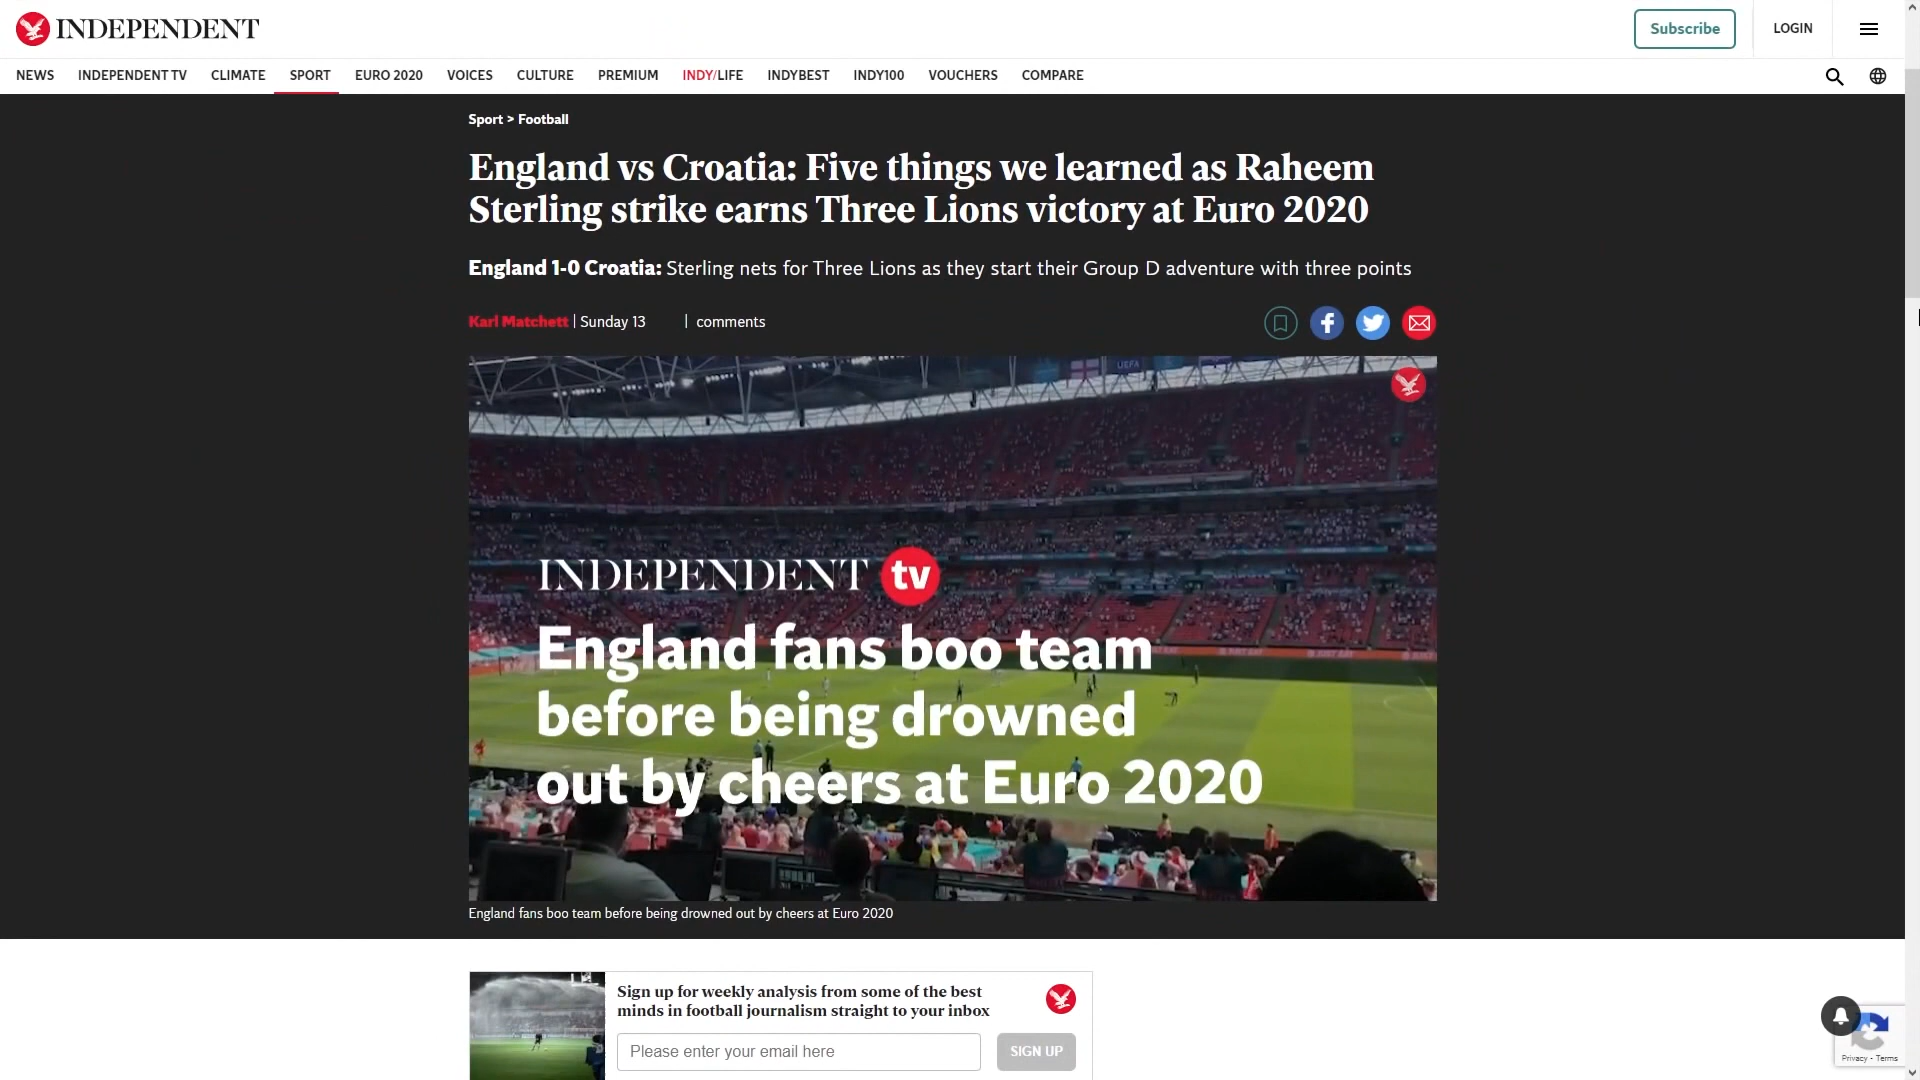 INDEPENDENT
Subscribe
LOGIN
NEWS INDEPENDENT TV CLIMATE SPORT EURO 2020 VOICES CULTURE PREMIUM INDY/LIFE INDYBEST INDY100 VOUCHERS COMPARE
Sport > Football
England vs Croatia: Five things we learned as Raheem
Sterling strike earns Three Lions victory at Euro 2020
England 1-0 Croatia: Sterling nets for Three Lions as they start their Group D adventure with three points
Karl Matchett | Sunday 13 | comments
UEFA
INDEPENDENT tv
England fans boo team
before being drowned
out by cheers at Euro 2020
England fans boo team before being drowned out by cheers at Euro 2020
Sign up for weekly analysis from some of the best
minds in football journalism straight to your inbox
Please enter your email here
SIGN UP
Privacy - Terms